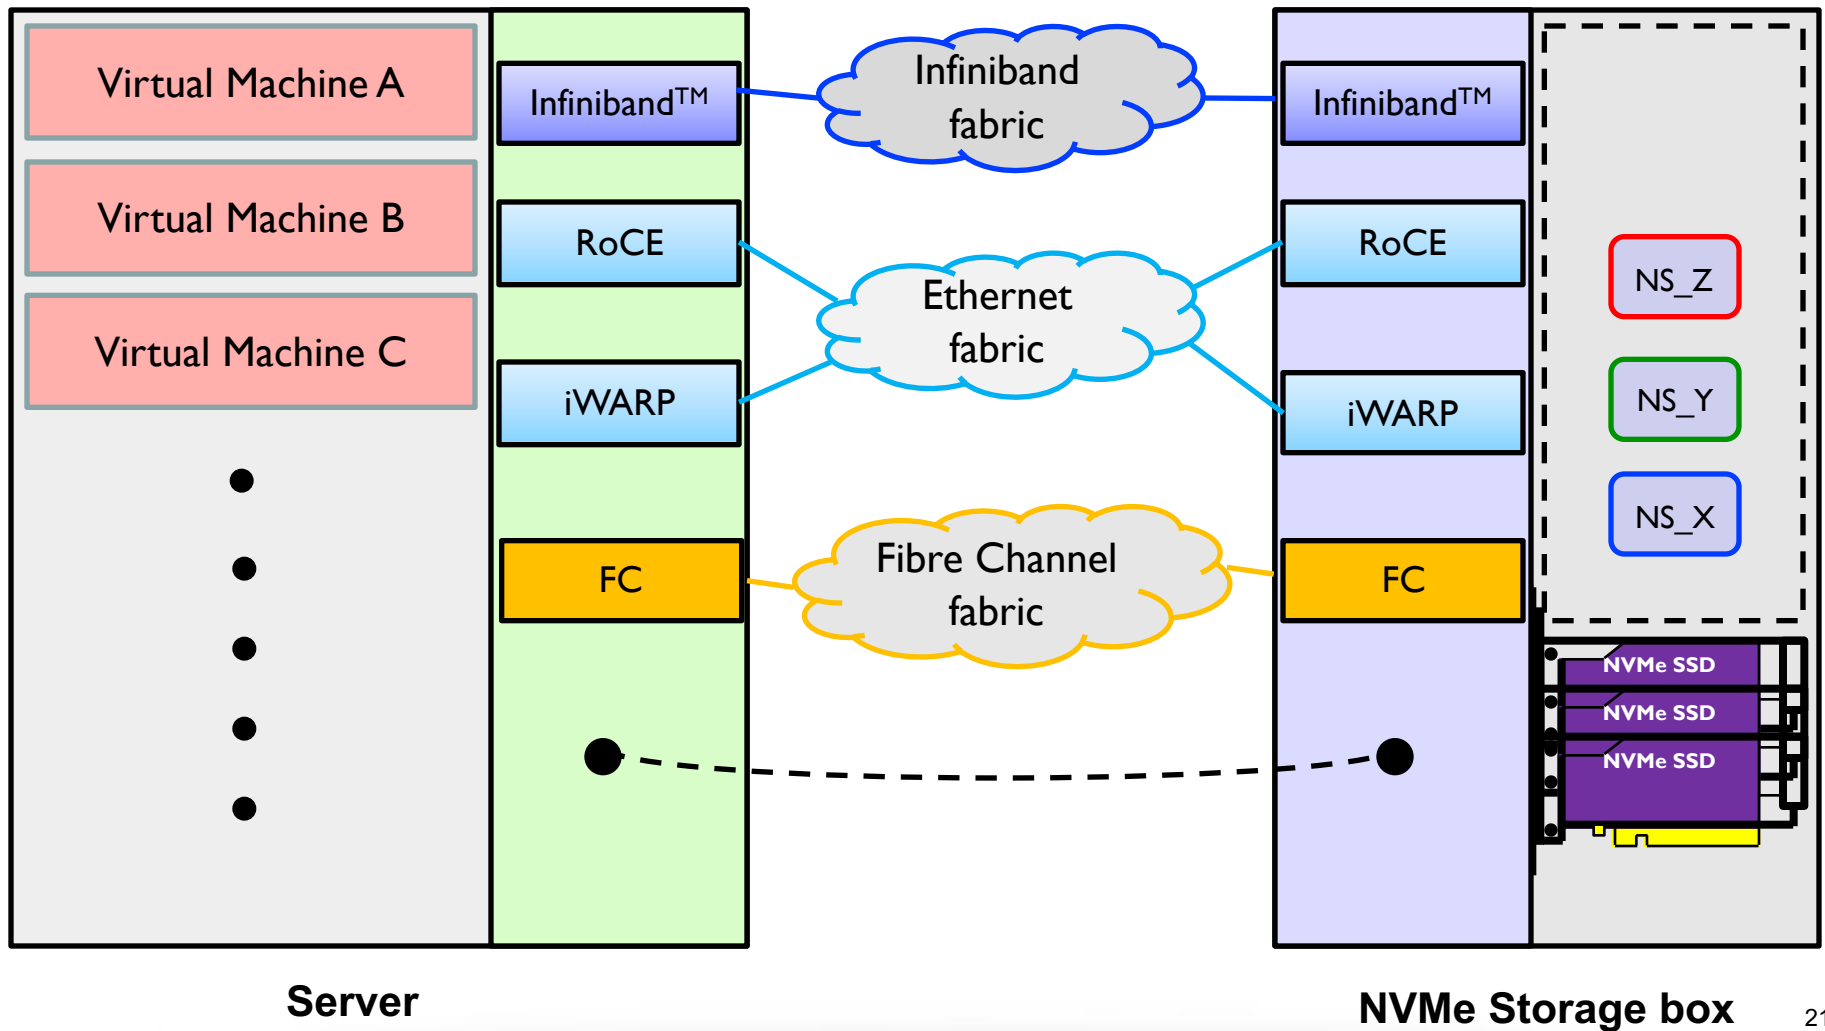 Virtual Machine A
Virtual Machine B
Virtual Machine C
Infiniband™
RoCE
iWARP
FC
Infiniband
fabric
Ethernet
fabric
Fibre Channel
fabric
Infiniband™
RoCE
iWARP
FC
NS_Z
NS_Y
NS_X
NVMe SSD
NVMe SSD
NVMe SSD
Server
NVMe Storage box
21